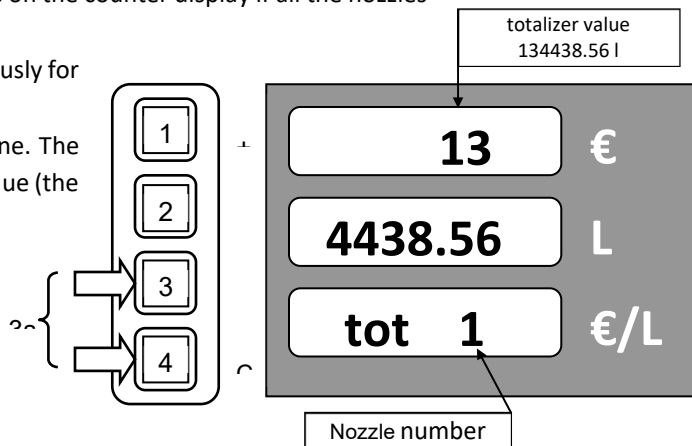 on the counter display if all the nozzles
totalizer value
134438.56 l
usly for
ne. The
ue (the
1
2
3
4
13 €
4438.56 L
tot 1 €/L
Nozzle number